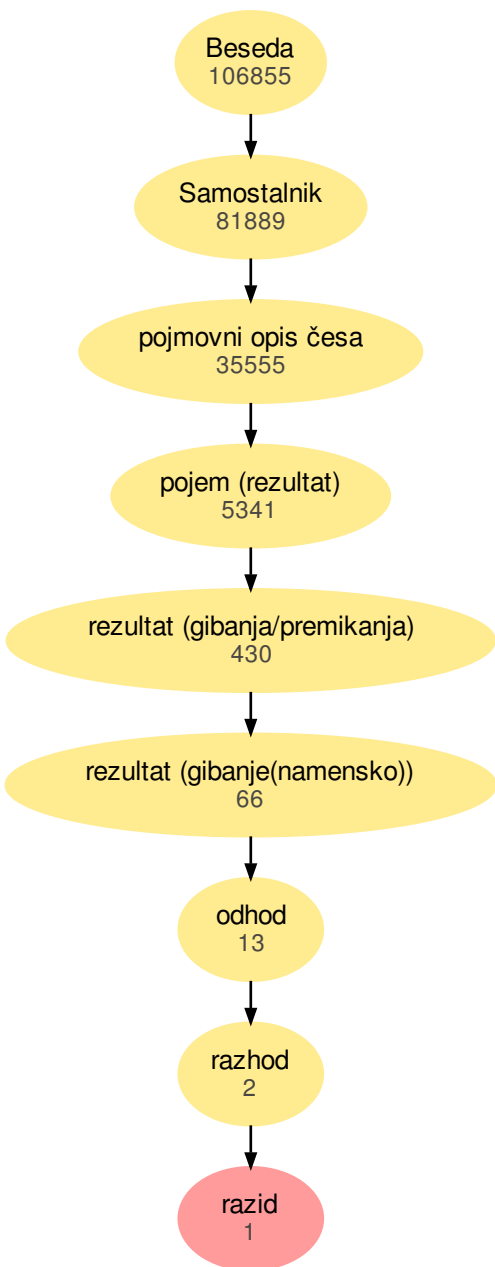 Beseda
106855
Samostalnik
81889
pojmovni opis česa
35555
pojem (rezultat)
5341
rezultat (gibanja/premikanja)
430
rezultat (gibanje(namensko))
66
odhod
13
razhod
2
razid
1